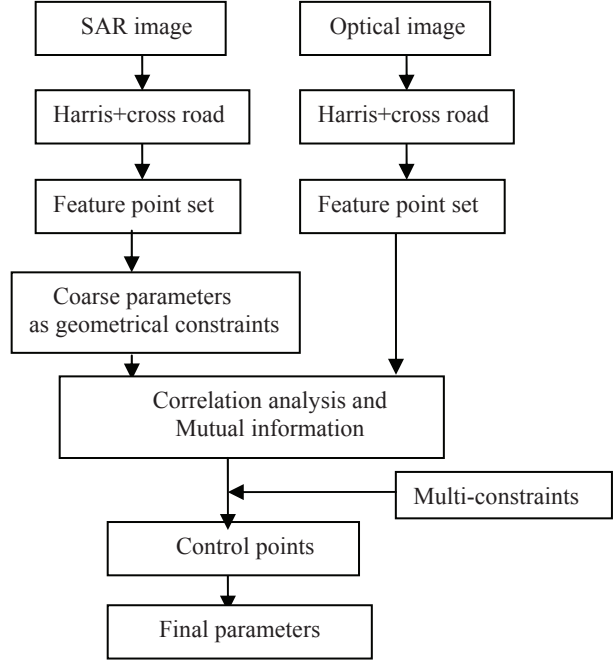 SAR image
Optical image
Harris+cross road
Harris+cross road
Feature point set
Feature point set
Coarse parameters
as geometrical constraints
Correlation analysis and
Mutual information
Multi-constraints
Control points
Final parameters